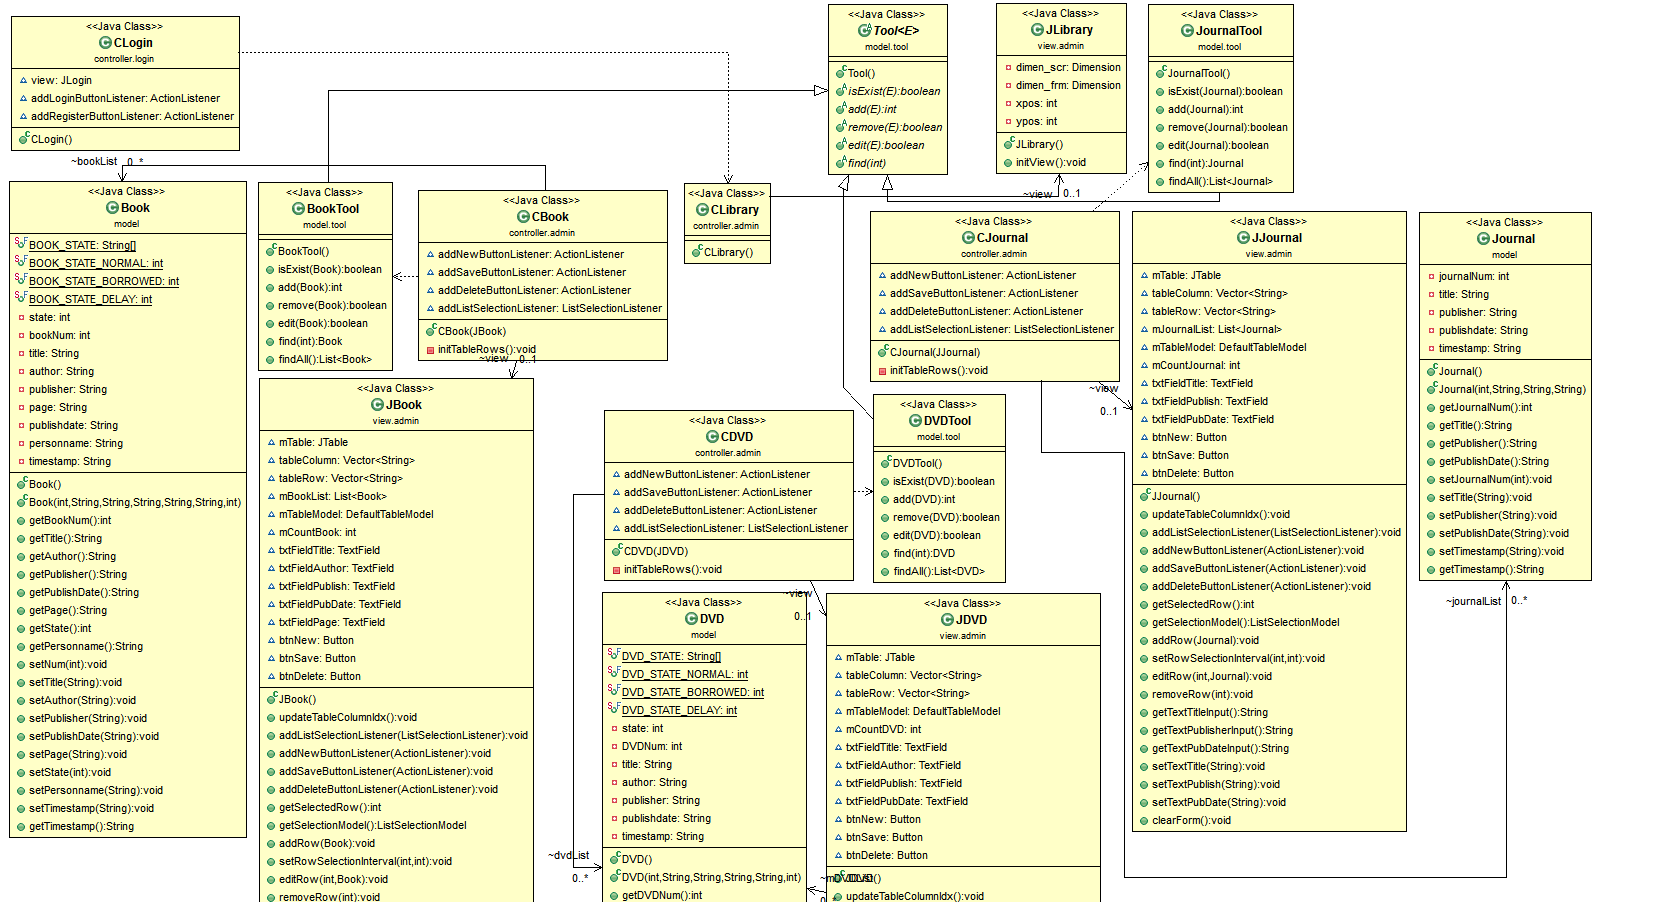 <<Java Class>>
CLogin
controller.login
view: JLogin
addLoginButtonListener: ActionListener
addRegisterButtonListener: ActionListener
CLogin()
<<Java Class>>
Tool<E>
model.tool
Tool()
isExist(E):boolean
add(E):int
remove(E):boolean
edit(E):boolean
find(int)
<<Java Class>>
JLibrary
view.admin
dimen_scr: Dimension
dimen_frm: Dimension
xpos: int
ypos: int
JLibrary()
initView():void
<<Java Class>>
JournalTool
model.tool
JournalTool()
isExist(Journal):boolean
add(Journal):int
remove(Journal):boolean
edit(Journal):boolean
find(int):Journal
findAll():List<Journal>
~bookList 0..*
~view 0..1
<<Java Class>>
Book
model
BOOK_STATE: String[]
BOOK_STATE_NORMAL: int
BOOK_STATE_BORROWED: int
BOOK_STATE_DELAY: int
state: int
bookNum: int
title: String
author: String
publisher: String
page: String
publishdate: String
personname: String
timestamp: String
Book()
Book(int,String,String,String,String,String,int)
getBookNum():int
getTitle():String
getAuthor():String
getPublisher():String
getPublishDate():String
getPage():String
getState():int
getPersonname():String
setNum(int):void
setTitle(String):void
setAuthor(String):void
setPublisher(String):void
setPublishDate(String):void
setPage(String):void
setState(int):void
setPersonname(String):void
setTimestamp(String):void
getTimestamp():String
<<Java Class>>
BookTool
model.tool
BookTool()
isExist(Book):boolean
add(Book):int
remove(Book):boolean
edit(Book):boolean
find(int):Book
findAll():List<Book>
<<Java Class>>
CBook
controller.admin
addNewButtonListener: ActionListener
addSaveButtonListener: ActionListener
addDeleteButtonListener: ActionListener
addListSelectionListener: ListSelectionListener
CBook(JBook)
initTableRows():void
~view 0..1
<<Java Class>>
CLibrary
controller.admin
CLibrary()
<<Java Class>>
CJournal
controller.admin
addNewButtonListener: ActionListener
addSaveButtonListener: ActionListener
addDeleteButtonListener: ActionListener
addListSelectionListener: ListSelectionListener
CJournal(JJournal)
initTableRows():void
~view
0..1
<<Java Class>>
JJournal
view.admin
mTable: JTable
tableColumn: Vector<String>
tableRow: Vector<String>
mJournalList: List<Journal>
mTableModel: DefaultTableModel
mCountJournal: int
txtFieldTitle: TextField
txtFieldPublish: TextField
txtFieldPubDate: TextField
btnNew: Button
btnSave: Button
btnDelete: Button
JJournal()
updateTableColumnIdx():void
addListSelectionListener(ListSelectionListener):void
addNewButtonListener(ActionListener):void
addSaveButtonListener(ActionListener):void
addDeleteButtonListener(ActionListener):void
getSelectedRow():int
getSelectionModel():ListSelectionModel
addRow(Journal):void
setRowSelectionInterval(int,int):void
editRow(int,Journal):void
removeRow(int):void
getTextTitleInput():String
getTextPublisherInput():String
getTextPubDateInput():String
setTextTitle(String):void
setTextPublish(String):void
setTextPubDate(String):void
clearForm():void
<<Java Class>>
Journal
model
journalNum: int
title: String
publisher: String
publishdate: String
timestamp: String
Journal()
Journal(int,String,String,String)
getJournalNum():int
getTitle():String
getPublisher():String
getPublishDate():String
setJournalNum(int):void
setTitle(String):void
setPublisher(String):void
setPublishDate(String):void
setTimestamp(String):void
getTimestamp():String
~journalList 0..*
<<Java Class>>
JBook
view.admin
mTable: JTable
tableColumn: Vector<String>
tableRow: Vector<String>
mBookList: List<Book>
mTableModel: DefaultTableModel
mCountBook: int
txtFieldTitle: TextField
txtFieldAuthor: TextField
txtFieldPublish: TextField
txtFieldPubDate: TextField
txtFieldPage: TextField
btnNew: Button
btnSave: Button
btnDelete: Button
JBook()
updateTableColumnIdx():void
addListSelectionListener(ListSelectionListener):void
addNewButtonListener(ActionListener):void
addSaveButtonListener(ActionListener):void
addDeleteButtonListener(ActionListener):void
getSelectedRow():int
getSelectionModel():ListSelectionModel
addRow(Book):void
setRowSelectionInterval(int,int):void
editRow(int,Book):void
removeRow(int):void
<<Java Class>>
CDVD
controller.admin
addNewButtonListener: ActionListener
addSaveButtonListener: ActionListener
addDeleteButtonListener: ActionListener
addListSelectionListener: ListSelectionListener
CDVD(JDVD)
initTableRows():void
~view
0..1
<<Java Class>>
DVDTool
model.tool
DVDTool()
isExist(DVD):boolean
add(DVD):int
remove(DVD):boolean
edit(DVD):boolean
find(int):DVD
findAll():List<DVD>
<<Java Class>>
DVD
model
DVD_STATE: String[]
DVD_STATE_NORMAL: int
DVD_STATE_BORROWED: int
DVD_STATE_DELAY: int
state: int
DVDNum: int
title: String
author: String
publisher: String
publishdate: String
timestamp: String
DVD()
DVD(int,String,String,String,String,int)
getDVDNum():int
~dvdList
0..*
<<Java Class>>
JDVD
view.admin
mTable: JTable
tableColumn: Vector<String>
tableRow: Vector<String>
mTableModel: DefaultTableModel
mCountDVD: int
txtFieldTitle: TextField
txtFieldAuthor: TextField
txtFieldPublish: TextField
txtFieldPubDate: TextField
btnNew: Button
btnSave: Button
btnDelete: Button
updateTableColumnIdx():void